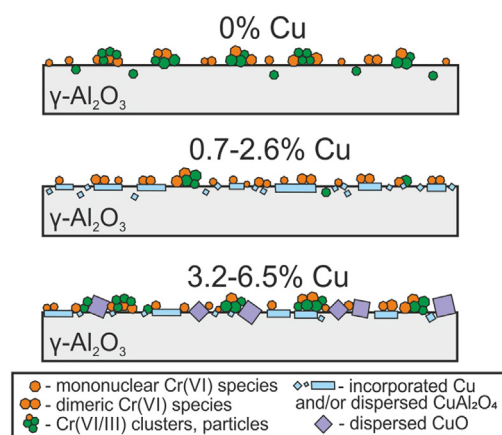 0% Cu
γ-Al₂O₃
0.7-2.6% Cu
γ-Al₂O₃
3.2-6.5% Cu
γ-Al₂O₃
- mononuclear Cr(VI) species
- dimeric Cr(VI) species
- Cr(VI/III) clusters, particles
- incorporated Cu
and/or dispersed CuAl₂O₄
- dispersed CuO